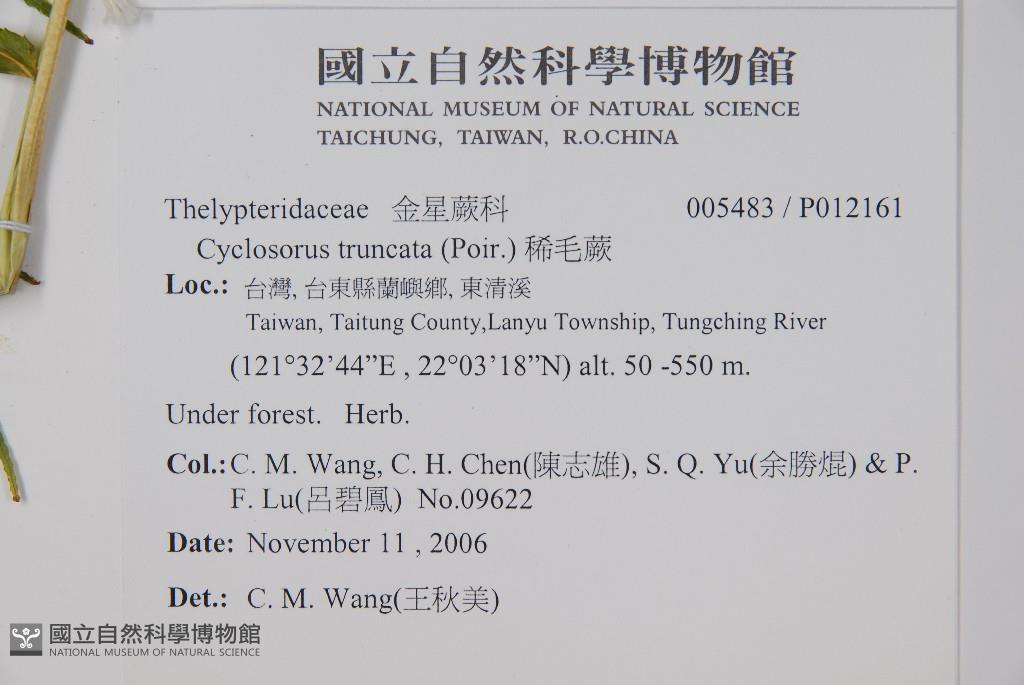 國立自然科學博物館
NATIONAL MUSEUM OF NATURAL SCIENCE
TAICHUNG, TAIWAN, R.O.CHINA
Thelypteridaceae 金星蕨科 005483 / P012161
Cyclosorus truncata (Poir.) 稀毛蕨
Loc.: 台灣, 台東縣蘭嶼鄉, 東清溪
Taiwan, Taitung County,Lanyu Township, Tungching River
(121°32’44”E , 22°03’18”N) alt. 50 -550 m.
Under forest. Herb.
Col.: C. M. Wang, C. H. Chen(陳志雄), S. Q. Yu(余勝焜) & P.
F. Lu(呂碧鳳) No.09622
Date: November 11 , 2006
Det.: C. M. Wang(王秋美)
國立自然科學博物館
NATIONAL MUSEUM OF NATURAL SCIENCE